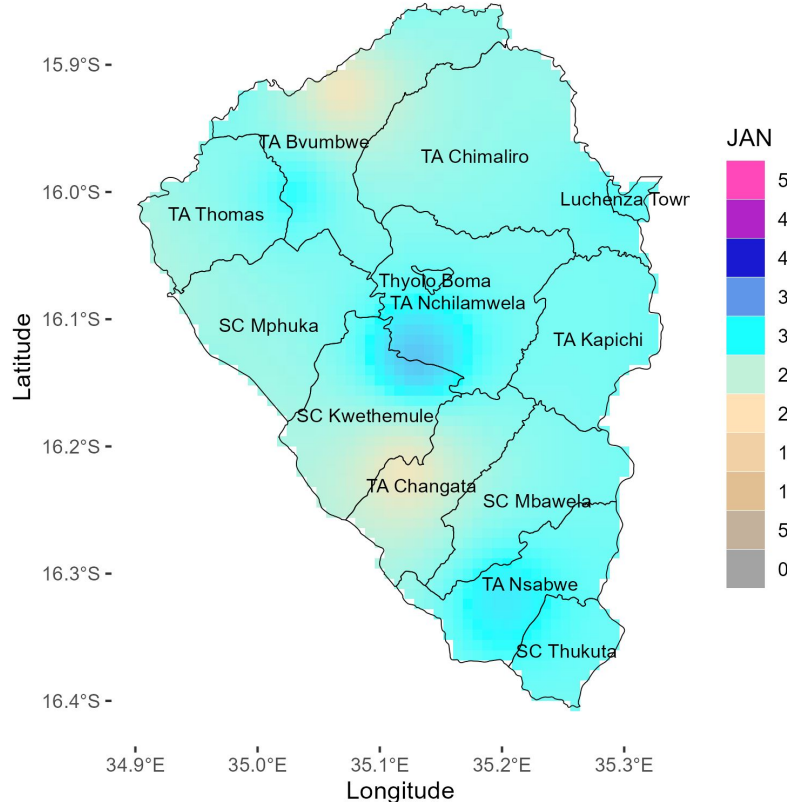 15.9°S
16.0°S
16.1°S
16.2°S
16.3°S
16.4°S
Latitude
34.9°E 35.0°E 35.1°E 35.2°E 35.3°E
Longitude
TA Bvumbwe
TA Chimaliro
TA Thomas
Luchenza Towr
Thyolo Boma
TA Nchilamwela
SC Mphuka
TA Kapichi
SC Kwethemule
TA Changata
SC Mbawela
TA Nsabwe
SC Thukuta
JAN
5
4
4
3
3
2
2
1
1
5
0